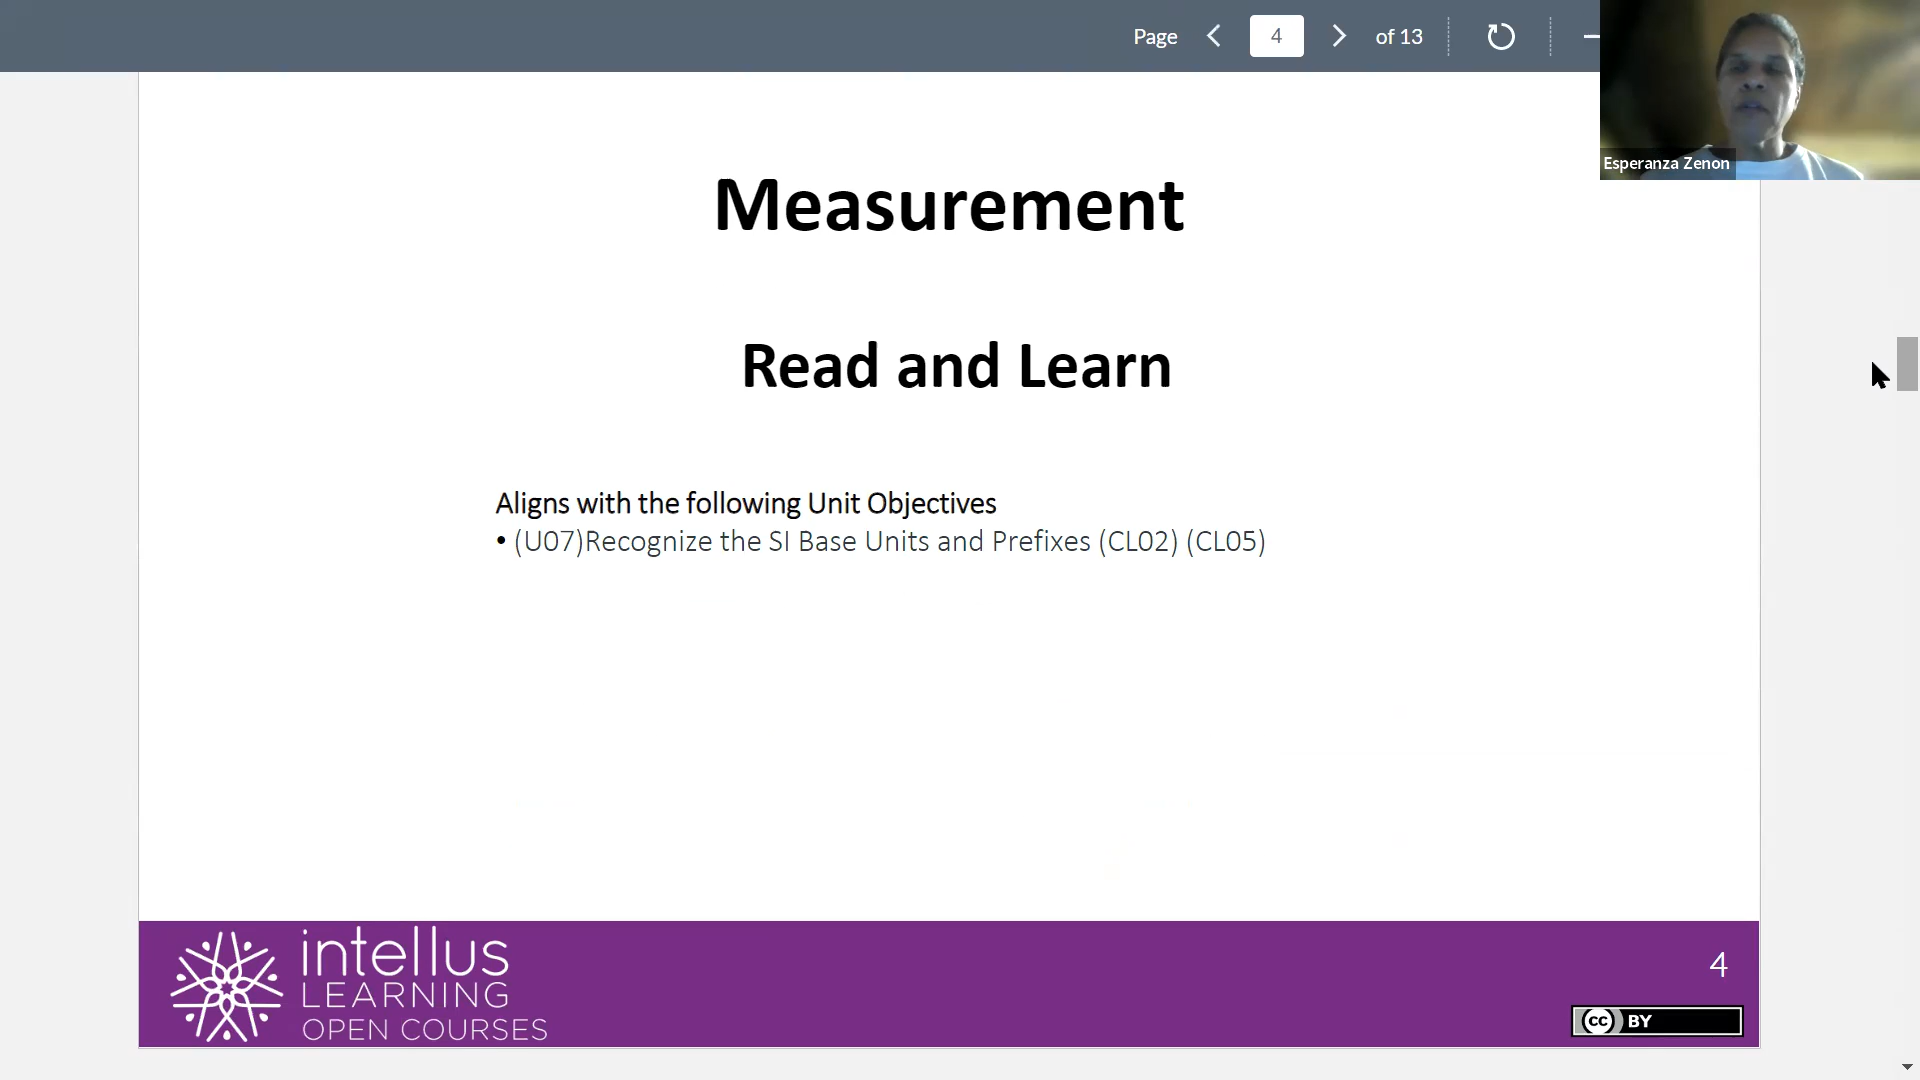 Page 4 of 13
Esperanza Zenon
Measurement
Read and Learn
Aligns with the following Unit Objectives
• (U07)Recognize the SI Base Units and Prefixes (CL02) (CL05)
intellus
LEARNING
OPEN COURSES
4
cc BY